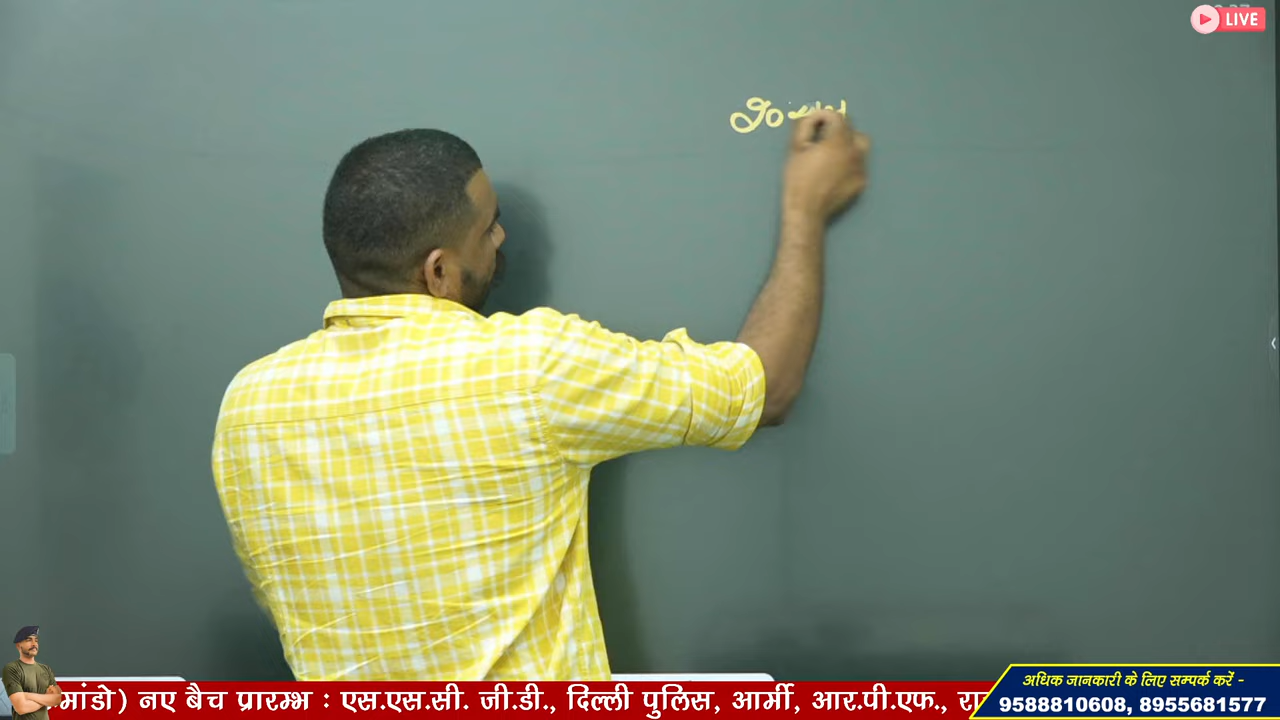 LIVE
मांडो) नए बैच प्रारम्भ : एस.एस.सी. जी.डी., दिल्ली पुलिस, आर्मी, आर.पी.एफ.,
अधिक जानकारी के लिए सम्पर्क करें -
9588810608, 8955681577